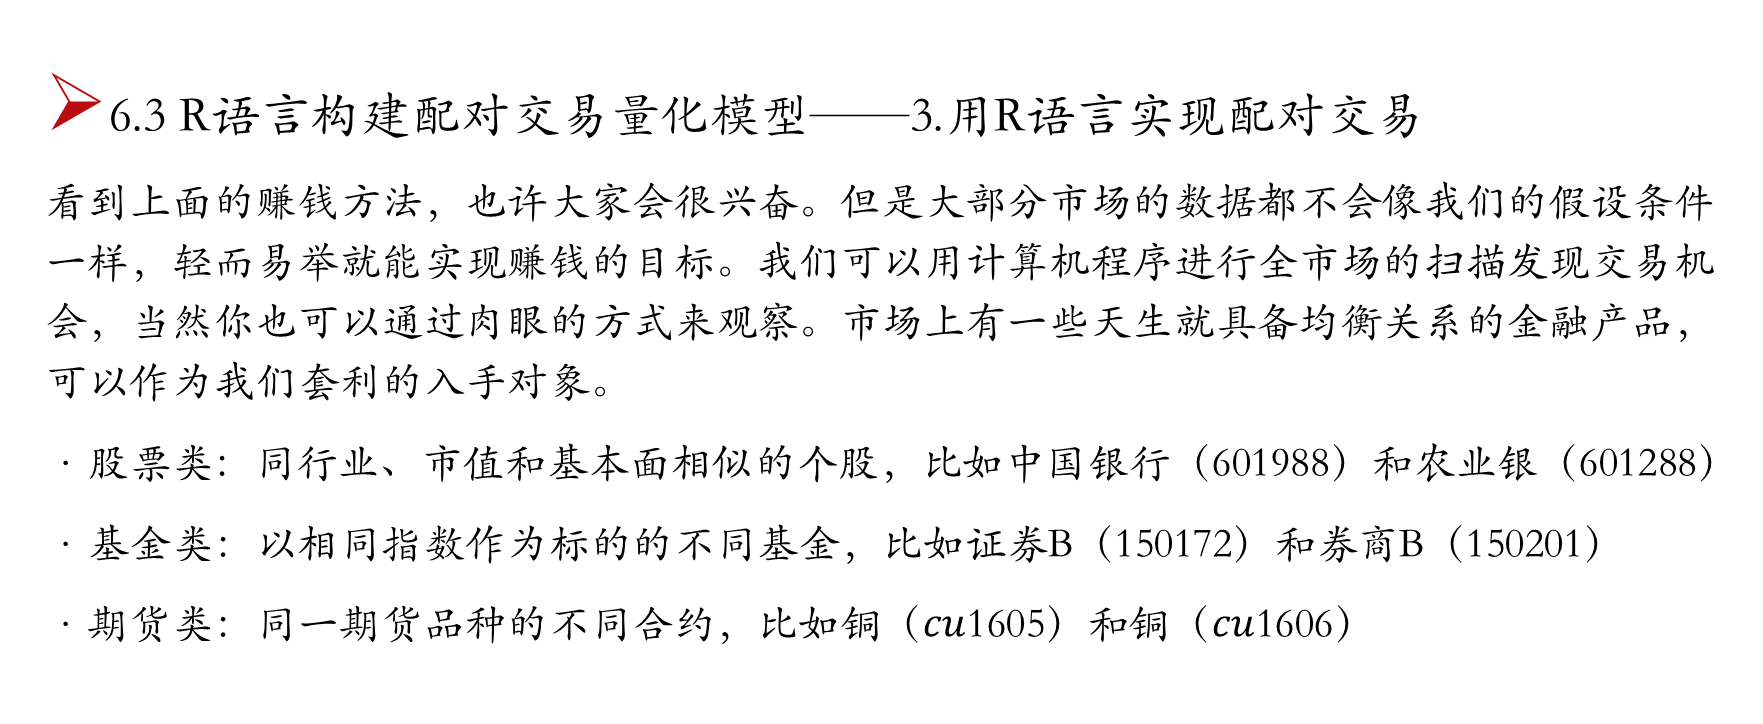 6.3 R语言构建配对交易量化模型——3.用R语言实现配对交易
看到上面的赚钱方法，也许大家会很兴奋。但是大部分市场的数据都不会像我们的假设条件
一样，轻而易举就能实现赚钱的目标。我们可以用计算机程序进行全市场的扫描发现交易机
会，当然你也可以通过肉眼的方式来观察。市场上有一些天生就具备均衡关系的金融产品，
可以作为我们套利的入手对象。
· 股票类：同行业、市值和基本面相似的个股，比如中国银行（601988）和农业银（601288）
· 基金类：以相同指数作为标的的不同基金，比如证券B（150172）和券商B（150201）
· 期货类：同一期货品种的不同合约，比如铜（cu1605）和铜（cu1606）